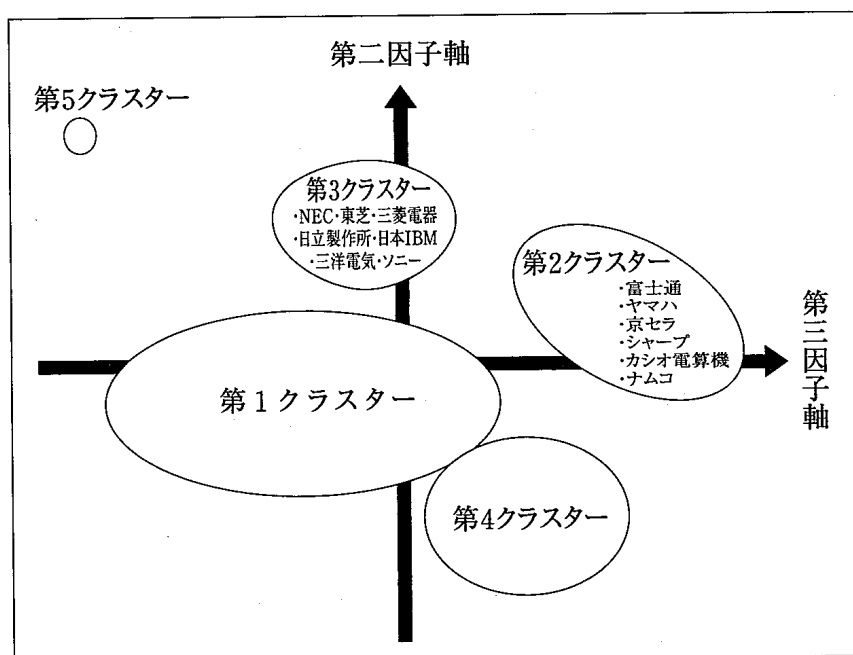 第二因子軸
第5クラスター
第3クラスター
・NEC・東芝・三菱電器
・日立製作所・日本IBM
・三洋電気・ソニー
第2クラスター
・富士通
・ヤマハ
・京セラ
・シャープ
・カシオ電算機
・ナムコ
第三因子軸
第1クラスター
第4クラスター